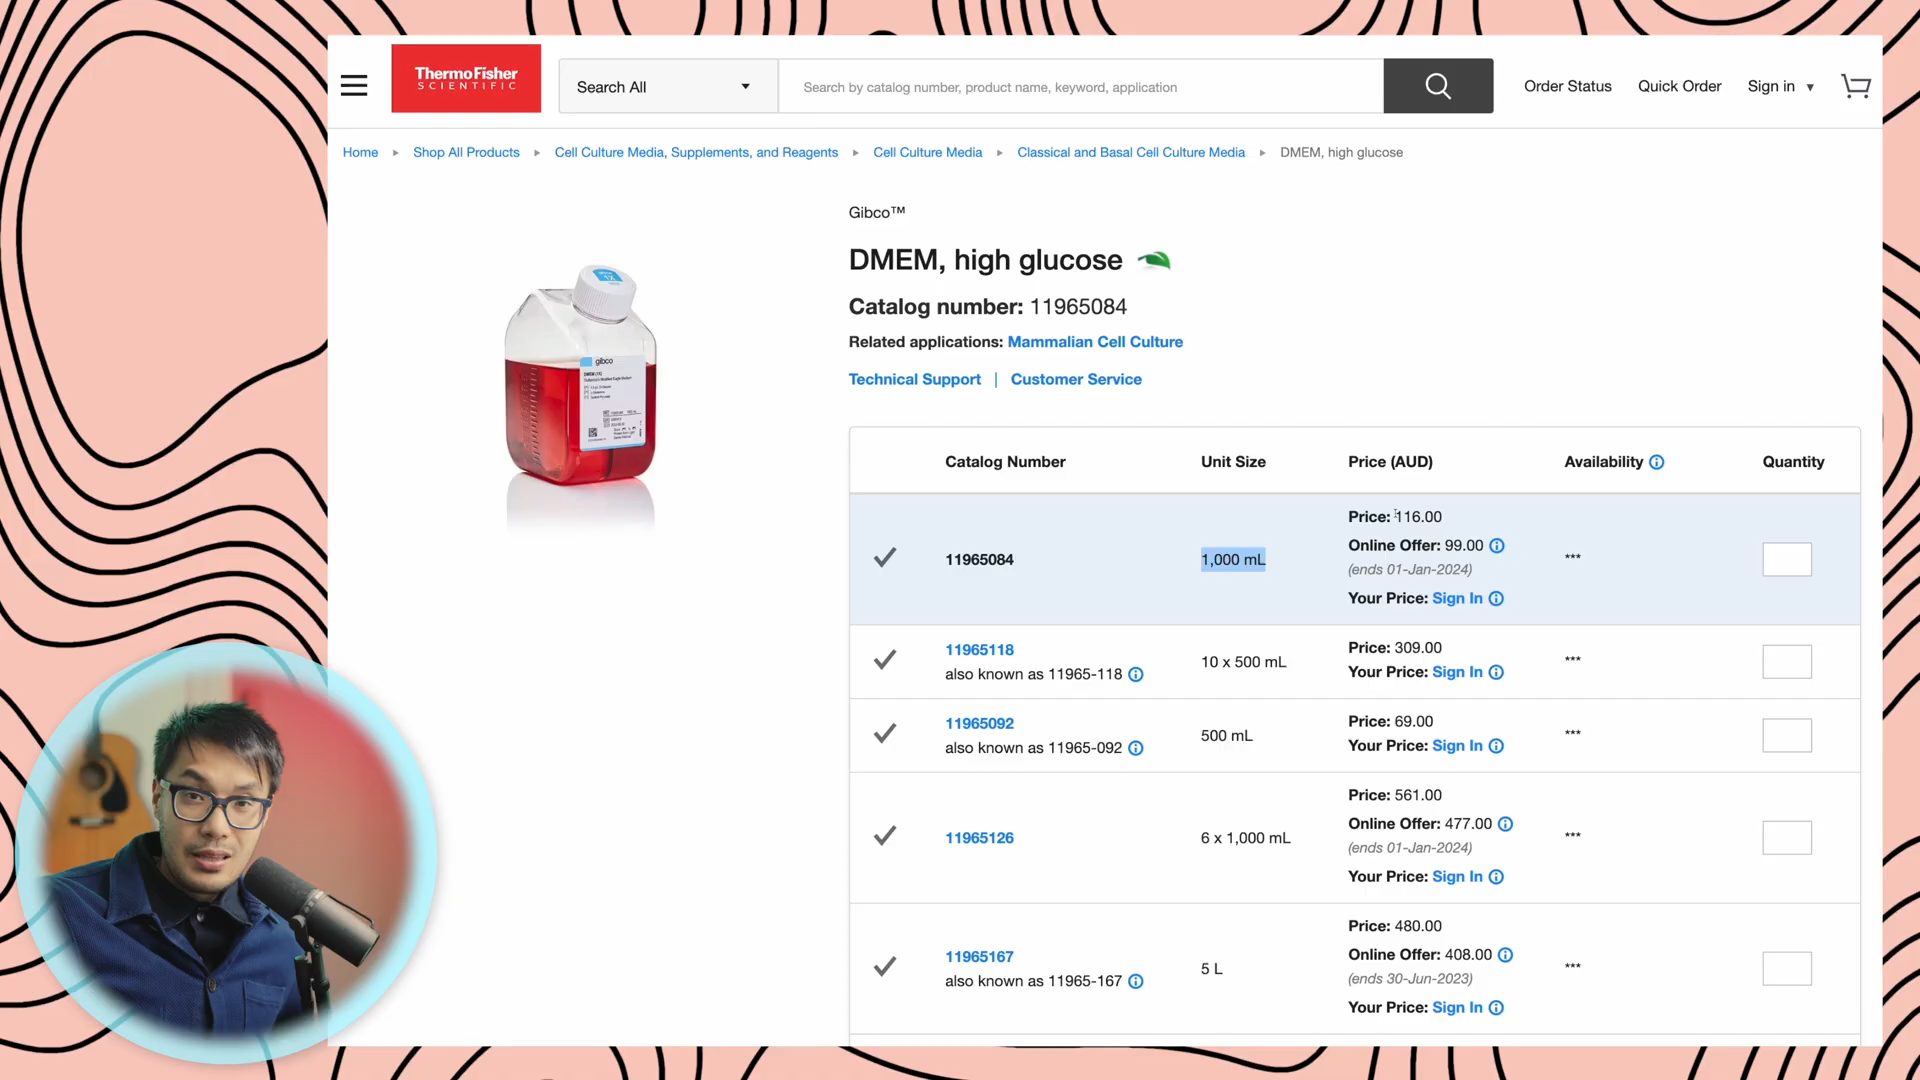 ThermoFisher
SCIENTIFIC
Search All
Search by catalog number, product name, keyword, application
Order Status
Quick Order
Sign in
Home
Shop All Products
Cell Culture Media, Supplements, and Reagents
Cell Culture Media
Classical and Basal Cell Culture Media
DMEM, high glucose
Gibco™
DMEM, high glucose
Catalog number: 11965084
Related applications: Mammalian Cell Culture
Technical Support | Customer Service
gibco
Catalog Number
Unit Size
Price (AUD)
Availability
Quantity
11965084
1,000 mL
Price: 116.00
Online Offer: 99.00
(ends 01-Jan-2024)
Your Price: Sign In
***
11965118
also known as 11965-118
10 x 500 mL
Price: 309.00
Your Price: Sign In
***
11965092
also known as 11965-092
500 mL
Price: 69.00
Your Price: Sign In
***
11965126
6 x 1,000 mL
Price: 561.00
Online Offer: 477.00
(ends 01-Jan-2024)
Your Price: Sign In
***
11965167
also known as 11965-167
5 L
Price: 480.00
Online Offer: 408.00
(ends 30-Jun-2023)
Your Price: Sign In
***